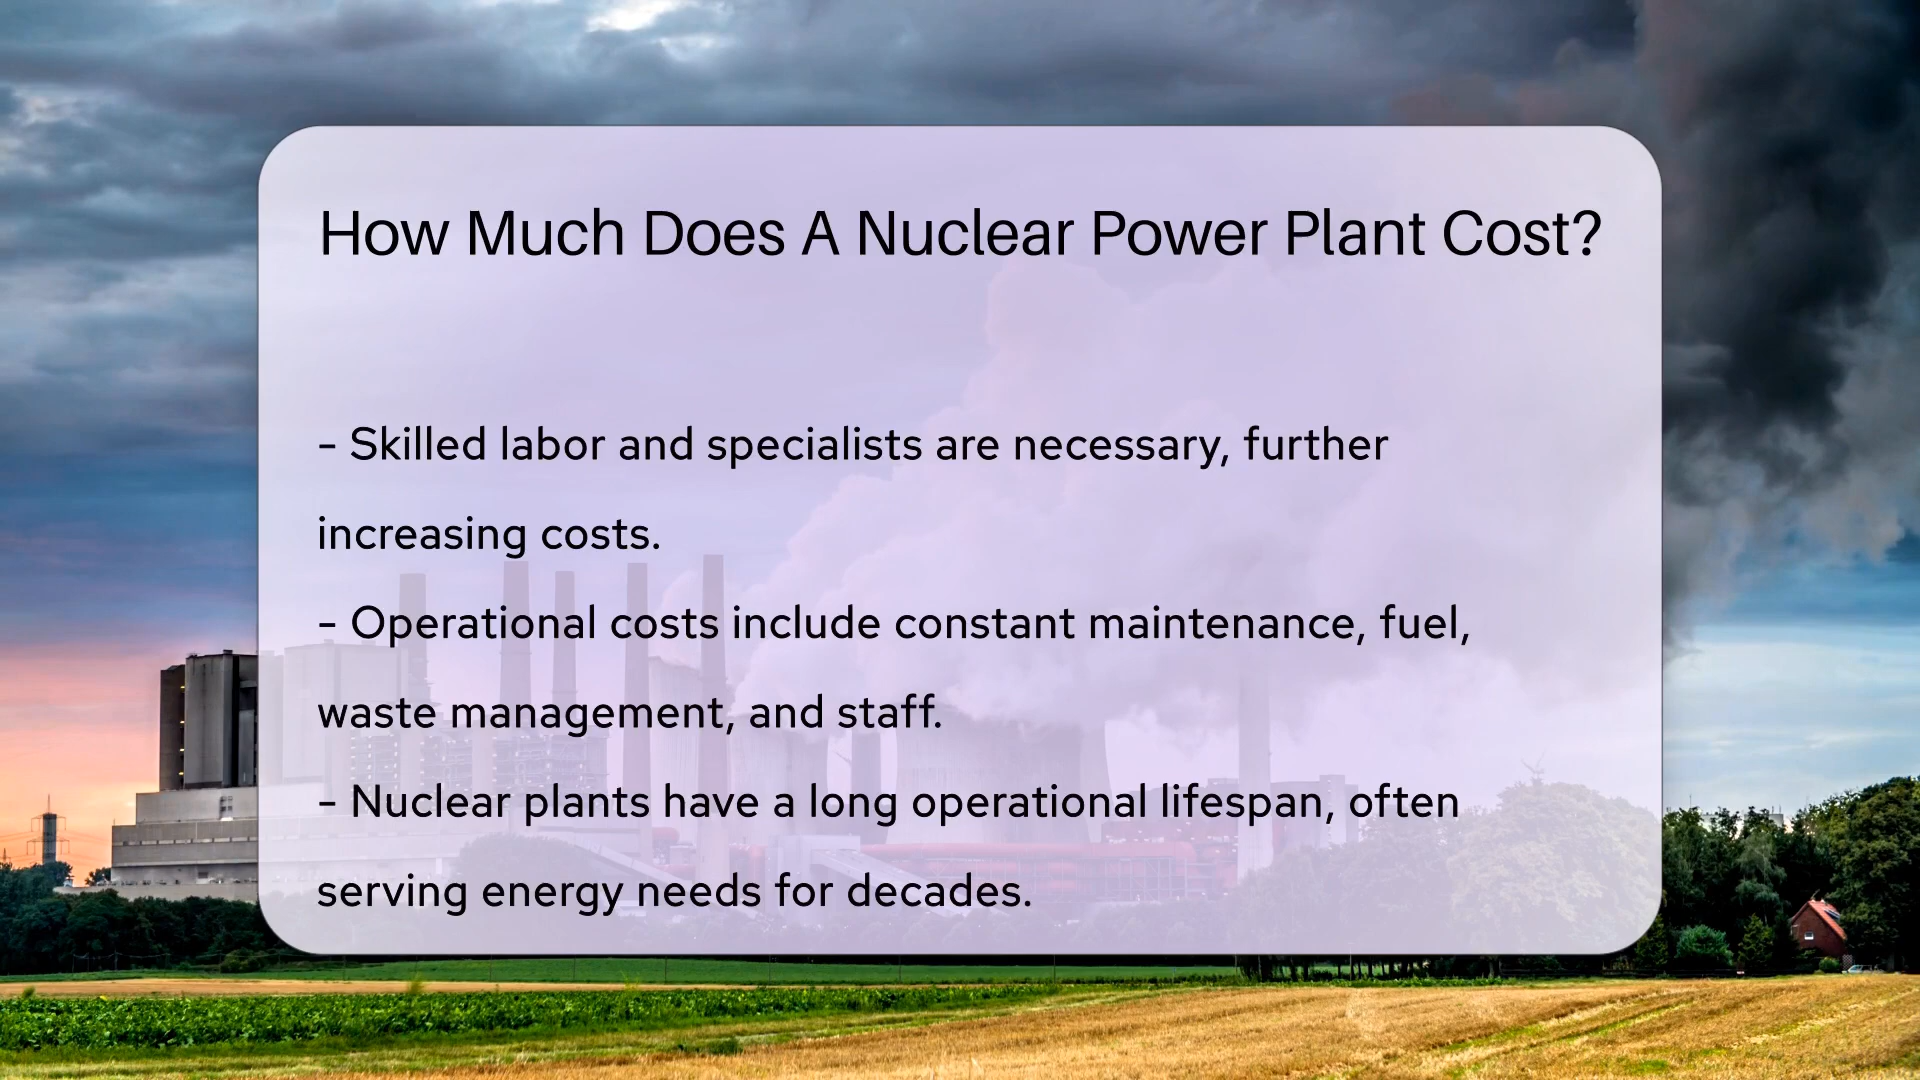 How Much Does A Nuclear Power Plant Cost?
- Skilled labor and specialists are necessary, further
increasing costs.
- Operational costs include constant maintenance, fuel,
waste management, and staff.
- Nuclear plants have a long operational lifespan, often
serving energy needs for decades.